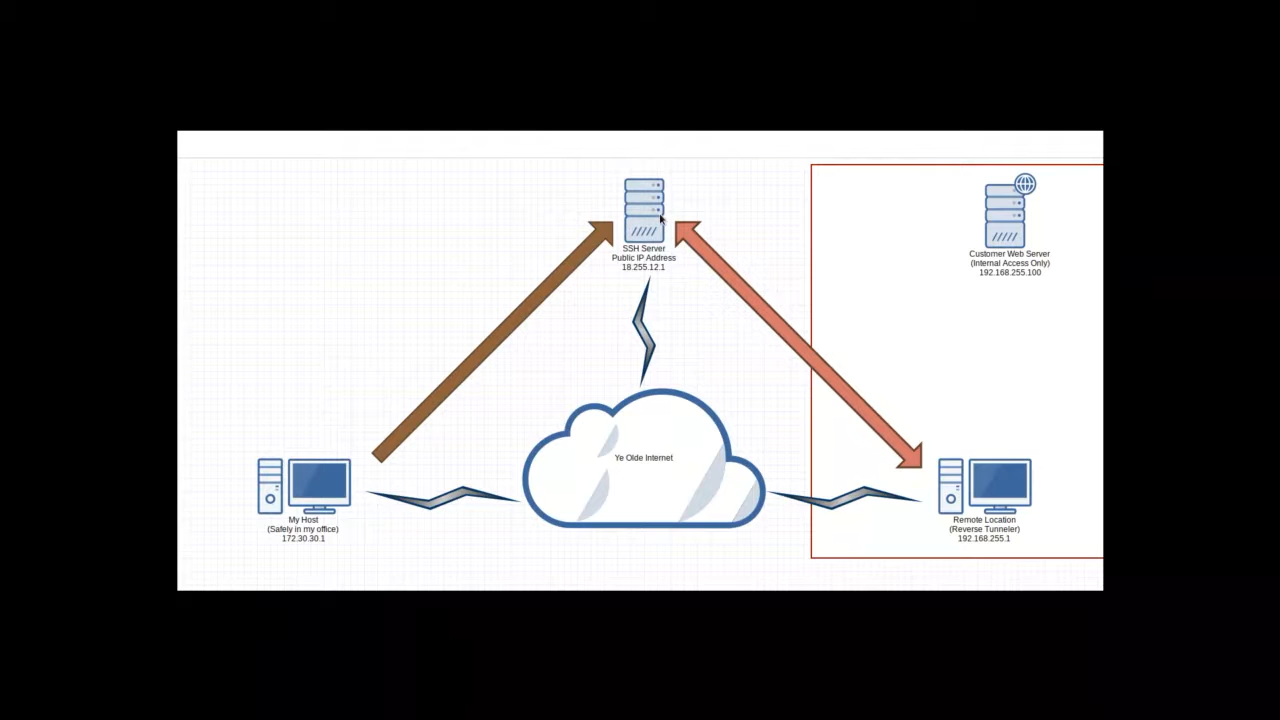 SSH Server
Public IP Address
18.255.12.1
Customer Web Server
(Internal Access Only)
192.168.255.100
Ye Olde Internet
My Host
(Safely in my office)
172.30.30.1
Remote Location
(Reverse Tunneler)
192.168.255.1